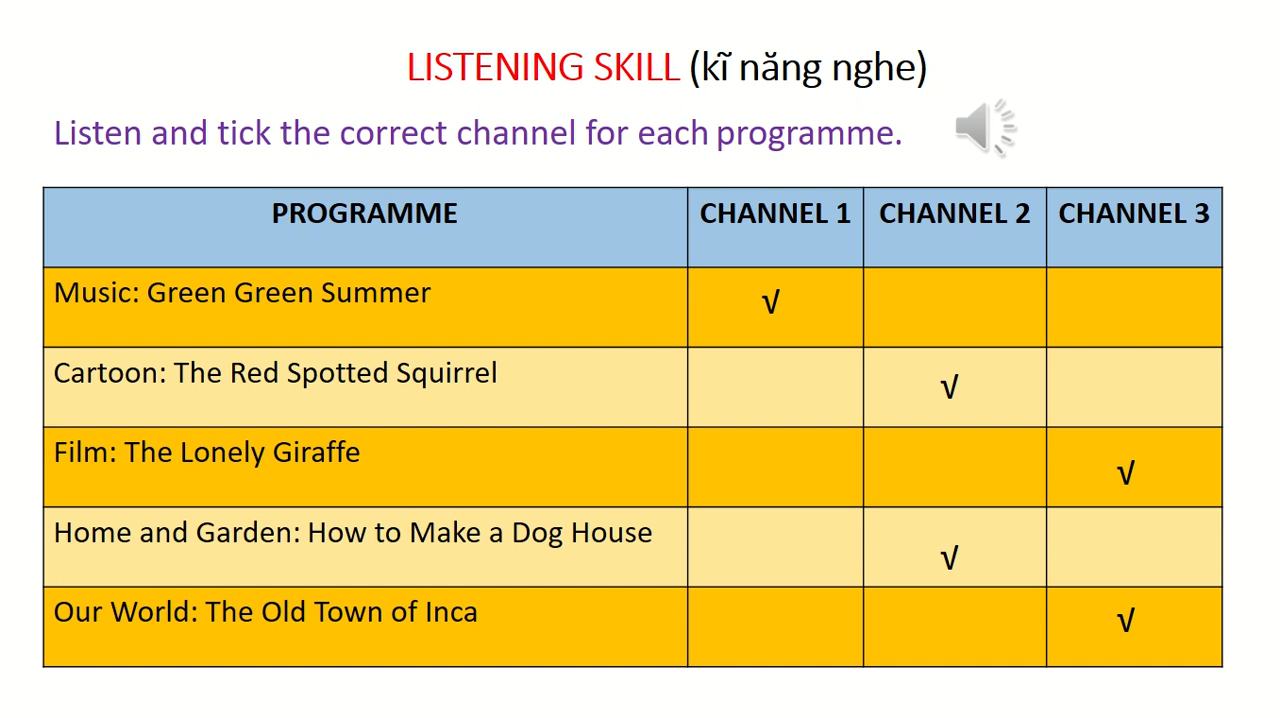 LISTENING SKILL (kĩ năng nghe)
Listen and tick the correct channel for each programme.
PROGRAMME CHANNEL 1 CHANNEL 2 CHANNEL 3
Music: Green Green Summer √
Cartoon: The Red Spotted Squirrel √
Film: The Lonely Giraffe √
Home and Garden: How to Make a Dog House √
Our World: The Old Town of Inca √